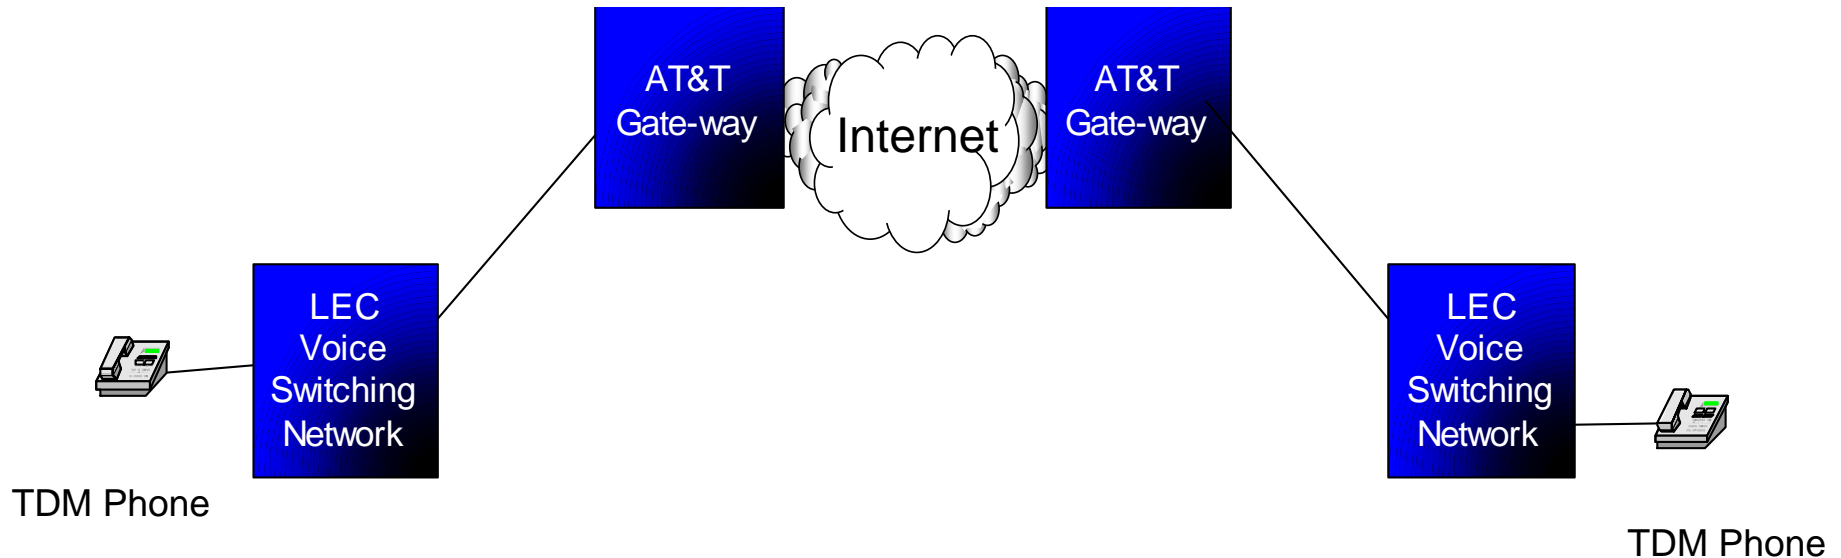 AT&T
Gate-way
Internet
AT&T
Gate-way
LEC
Voice
Switching
Network
TDM Phone
LEC
Voice
Switching
Network
TDM Phone